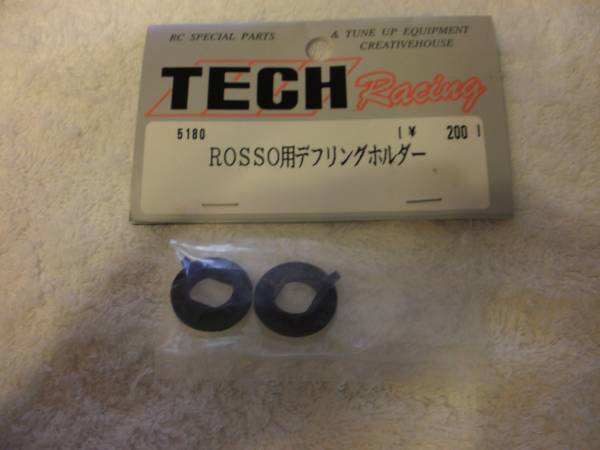 RC SPECIAL PARTS & TUNE UP EQUIPMENT
CREATIVEHOUSE
TECH Racing
5180 [ ¥ 200 ]
ROSSO用デフリングホルダー